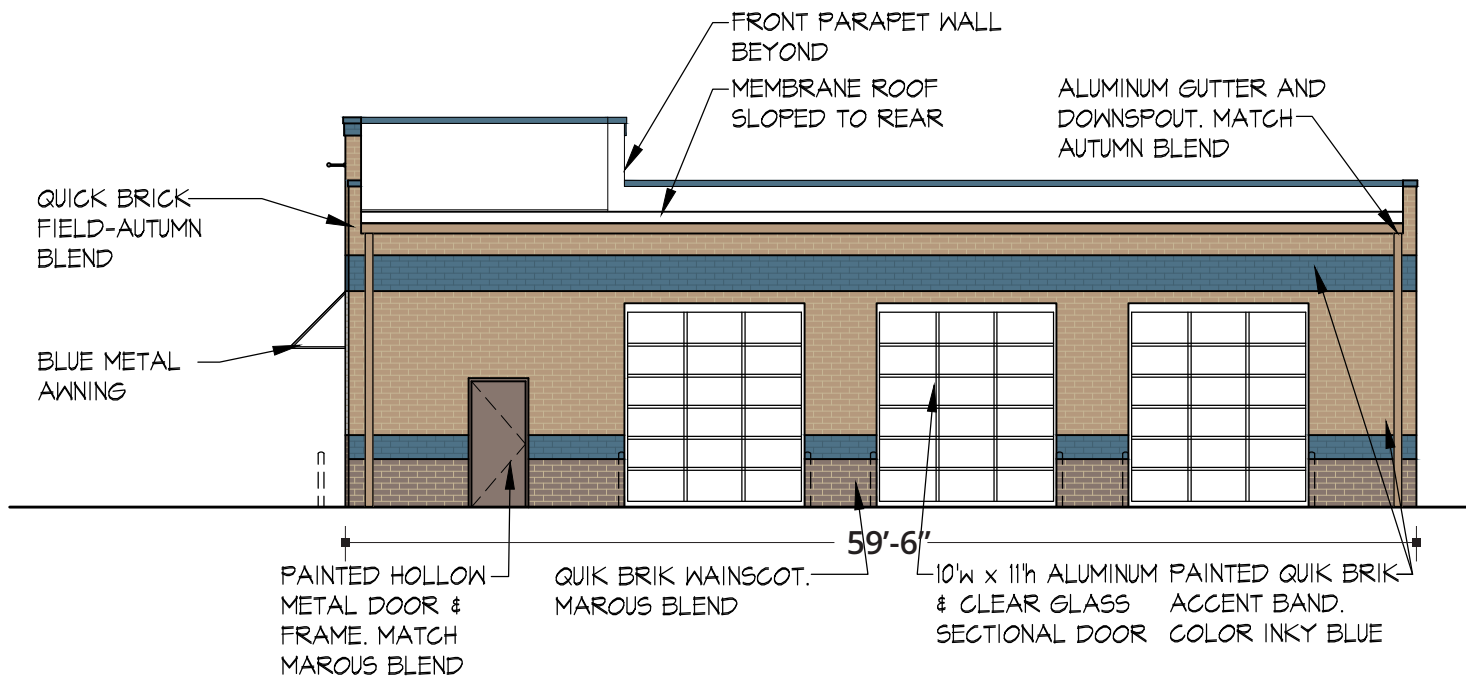 FRONT PARAPET WALL
BEYOND
MEMBRANE ROOF
SLOPED TO REAR
ALUMINUM GUTTER AND
DOWNSPOUT. MATCH
AUTUMN BLEND
QUICK BRICK
FIELD-AUTUMN
BLEND
BLUE METAL
AWNING
59'-6"
PAINTED HOLLOW
METAL DOOR &
FRAME. MATCH
MAROUS BLEND
QUIK BRIK WAINSCOT.
MAROUS BLEND
10'w x 11'h ALUMINUM
& CLEAR GLASS
SECTIONAL DOOR
PAINTED QUIK BRIK
ACCENT BAND.
COLOR INKY BLUE